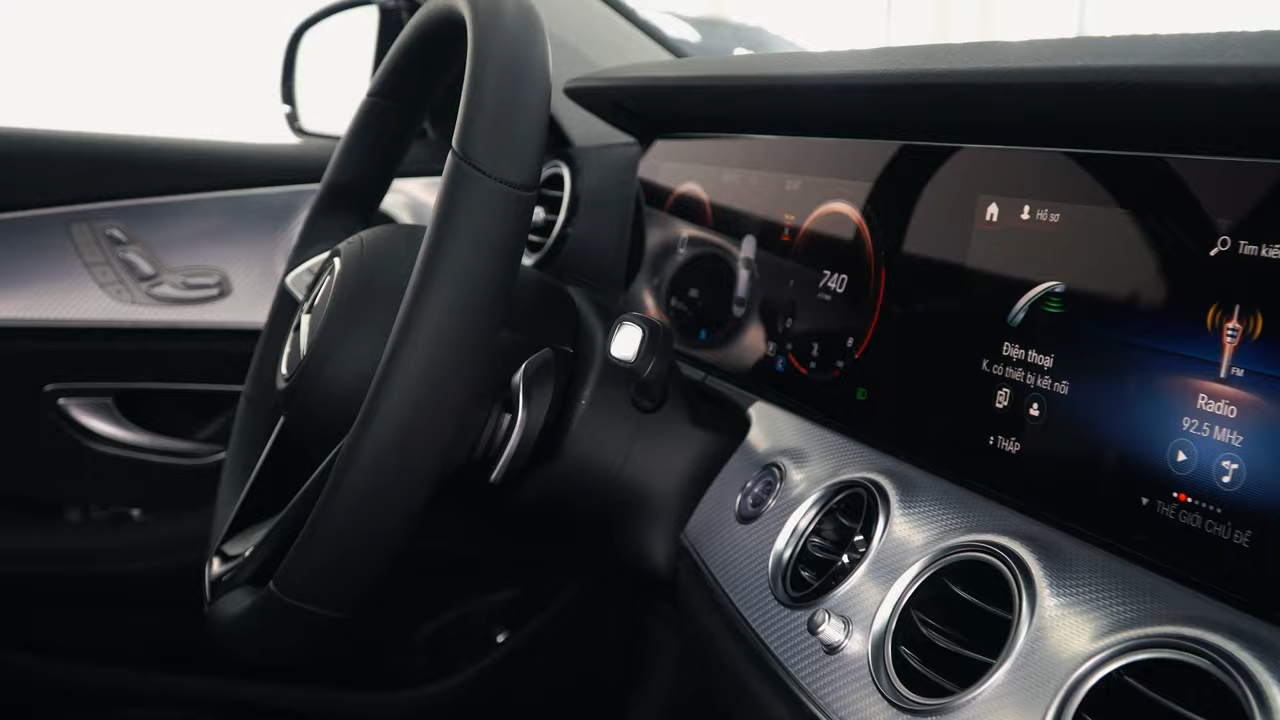 Hồ sơ
Tìm kiế
740
Điện thoại
K. có thiết bị kết nối
THẤP
FM
Radio
92.5 MHz
THẾ GIỚI CHỦ ĐỀ